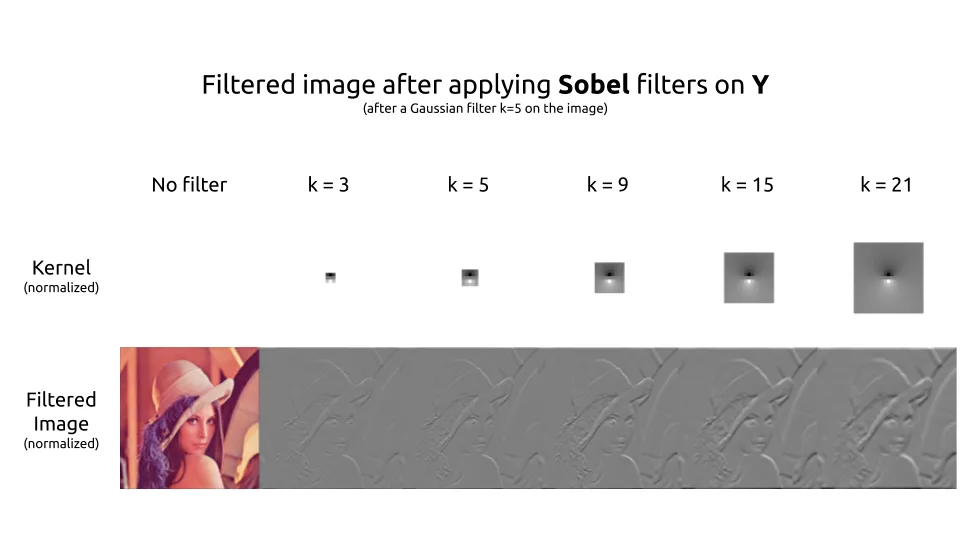 Filtered image after applying Sobel filters on Y
(after a Gaussian filter k=5 on the image)
No filter
k = 3
k = 5
k = 9
k = 15
k = 21
Kernel
(normalized)
Filtered
Image
(normalized)